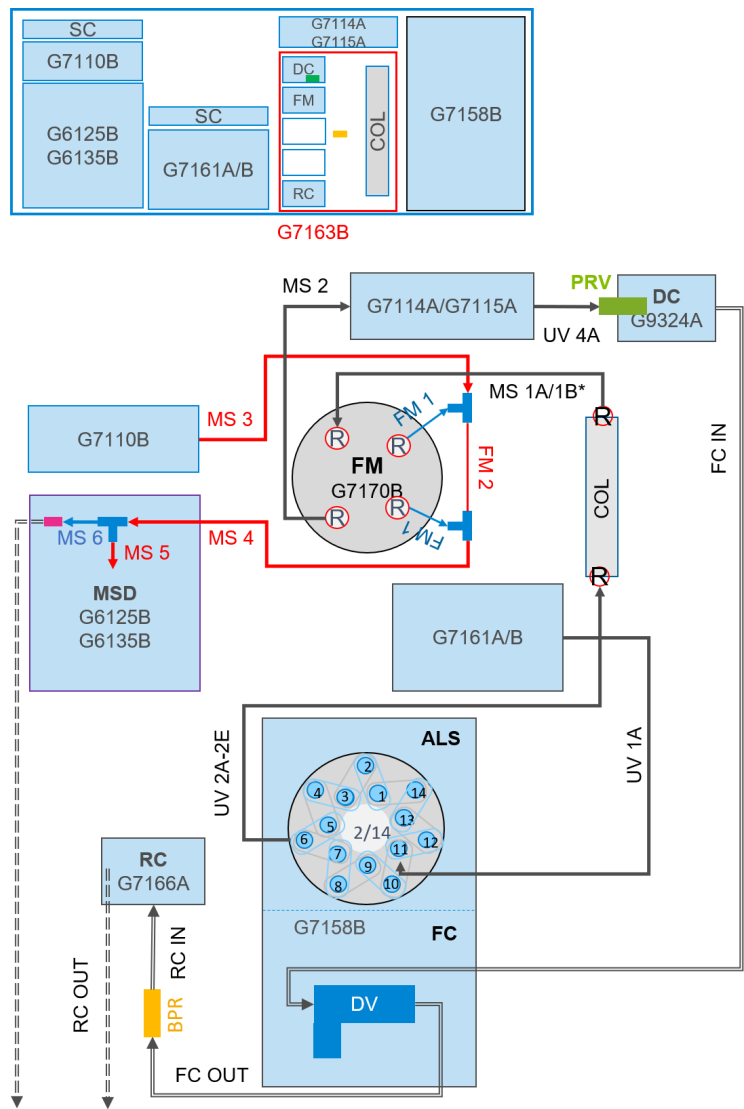 SC
G7110B
G6125B
G6135B
SC
G7161A/B
G7114A
G7115A
DC
FM
RC
COL
G7158B
G7163B
MS 2
G7114A/G7115A
PRV
UV 4A
DC
G9324A
MS 3
G7110B
MS 1A/1B*
FM 1
R
R
FM
G7170B
R
R
FM 1
FM 2
R
COL
R
FC IN
MS 6
MS 5
MS 4
MSD
G6125B
G6135B
G7161A/B
UV 2A-2E
UV 1A
ALS
2
4
3
1
14
5
13
6
2/14
12
7
11
9
8
10
G7158B
FC
RC
G7166A
RC OUT
RC IN
BPR
DV
FC OUT